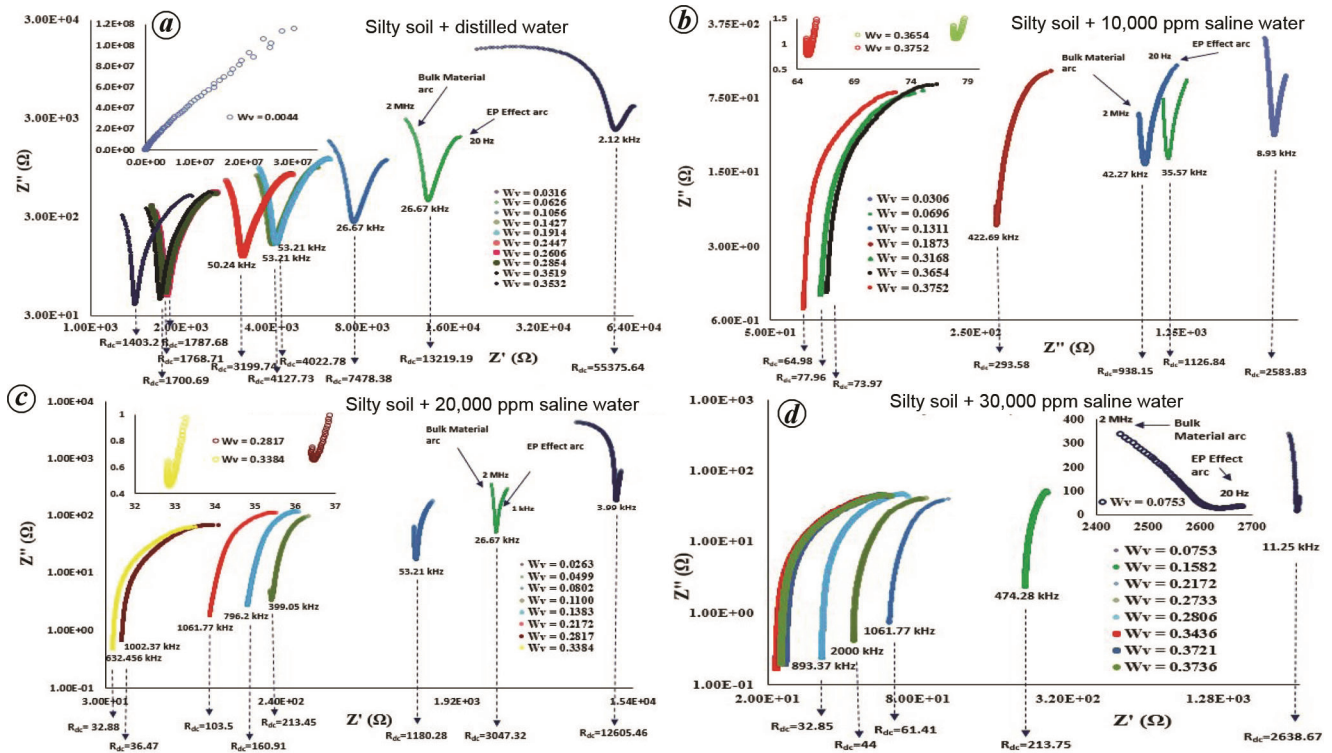 a
Silty soil + distilled water
3.00E+04
3.00E+03
3.00E+02
3.00E+01
Z" (Ω)
1.2E+08
1.0E+08
8.0E+07
6.0E+07
4.0E+07
2.0E+07
0.0E+00
Wv = 0.0044
0.E+00
1.E+07
2.E+07
3.E+07
Bulk Material
arc
2 MHz
EP Effect arc
20 Hz
2.12 kHz
26.67 kHz
26.67 kHz
53.21 kHz
53.21 kHz
50.24 kHz
Wv = 0.0316
Wv = 0.0626
Wv = 0.1056
Wv = 0.1427
Wv = 0.1914
Wv = 0.2447
Wv = 0.2606
Wv = 0.2854
Wv = 0.3519
Wv = 0.3532
1.00E+03
2.00E+03
4.00E+03
8.00E+03
1.60E+04
3.20E+04
6.40E+04
Z' (Ω)
Rdc=1403.2
Rdc=1787.68
Rdc=1768.71
Rdc=1700.69
Rdc=3199.74
Rdc=4022.78
Rdc=4127.73
Rdc=7478.38
Rdc=13219.19
Rdc=55375.64
b
Silty soil + 10,000 ppm saline water
3.75E+02
7.50E+01
1.50E+01
3.00E+00
6.00E-01
Z" (Ω)
1.5
1
0.5
Wv = 0.3654
Wv = 0.3752
64
69
74
79
Bulk Material
arc
2 MHz
20 Hz
EP Effect arc
42.27 kHz
35.57 kHz
8.93 kHz
422.69 kHz
Wv = 0.0306
Wv = 0.0696
Wv = 0.1311
Wv = 0.1873
Wv = 0.3168
Wv = 0.3654
Wv = 0.3752
5.00E+01
2.50E+02
1.25E+03
Z" (Ω)
Rdc=64.98
Rdc=77.96
Rdc=73.97
Rdc=293.58
Rdc=938.15
Rdc=1126.84
Rdc=2583.83
c
Silty soil + 20,000 ppm saline water
1.00E+04
1.00E+03
1.00E+02
1.00E+01
1.00E+00
1.00E-01
Z" (Ω)
1
0.8
0.6
0.4
Wv = 0.2817
Wv = 0.3384
32
33
34
35
36
37
Bulk Material
arc
2 MHz
EP Effect
arc
1 kHz
3.99 kHz
26.67 kHz
53.21 kHz
399.05 kHz
796.2 kHz
1061.77 kHz
1002.37 kHz
632.456 kHz
Wv = 0.0263
Wv = 0.0499
Wv = 0.0802
Wv = 0.1100
Wv = 0.1383
Wv = 0.2172
Wv = 0.2817
Wv = 0.3384
3.00E+01
2.40E+02
1.92E+03
1.54E+04
Z' (Ω)
Rdc= 32.88
Rdc=36.47
Rdc=103.5
Rdc=160.91
Rdc=213.45
Rdc=1180.28
Rdc=3047.32
Rdc=12605.46
d
Silty soil + 30,000 ppm saline water
1.00E+03
1.00E+02
1.00E+01
1.00E+00
1.00E-01
Z" (Ω)
400
300
200
100
0
2 MHz
Bulk
Material arc
EP Effect
arc
20 Hz
Wv = 0.0753
2400
2500
2600
2700
11.25 kHz
474.28 kHz
1061.77 kHz
2000 kHz
893.37 kHz
Wv = 0.0753
Wv = 0.1582
Wv = 0.2172
Wv = 0.2733
Wv = 0.2806
Wv = 0.3436
Wv = 0.3721
Wv = 0.3736
2.00E+01
8.00E+01
3.20E+02
1.28E+03
Z' (Ω)
Rdc=32.85
Rdc=44
Rdc=61.41
Rdc=213.75
Rdc=2638.67